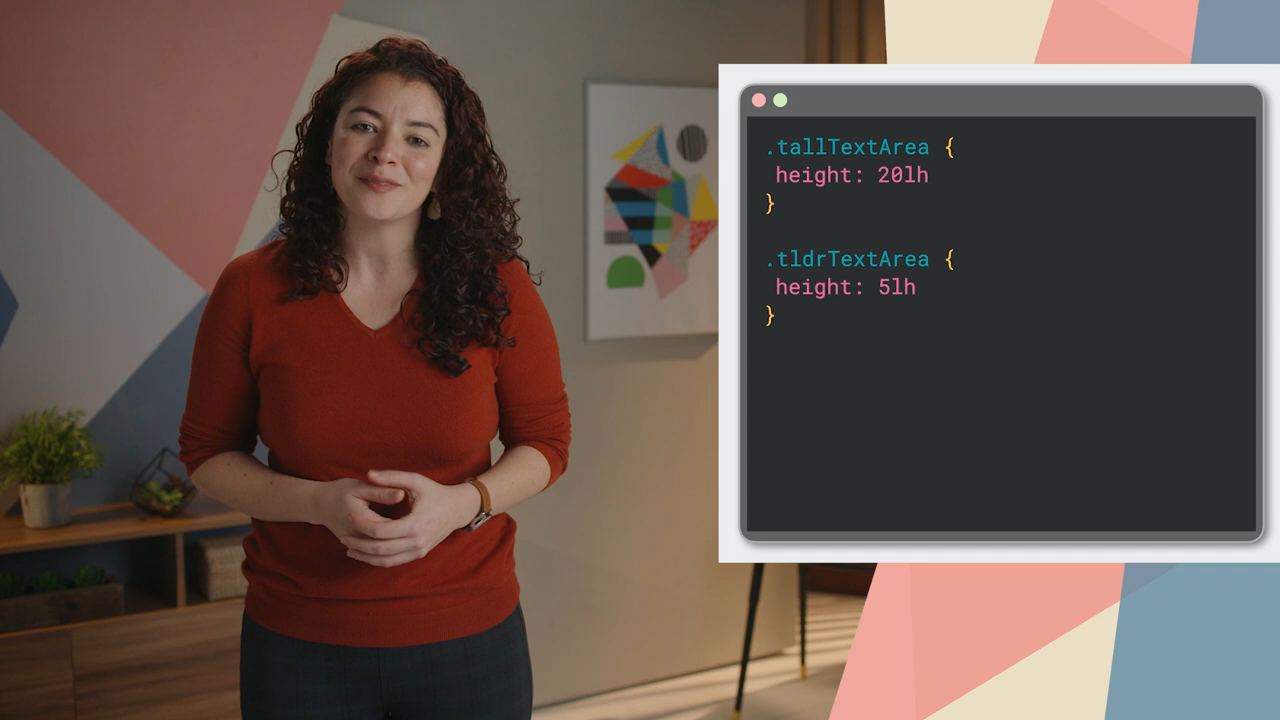 .tallTextArea {
height: 20lh
}
.tldrTextArea {
height: 5lh
}